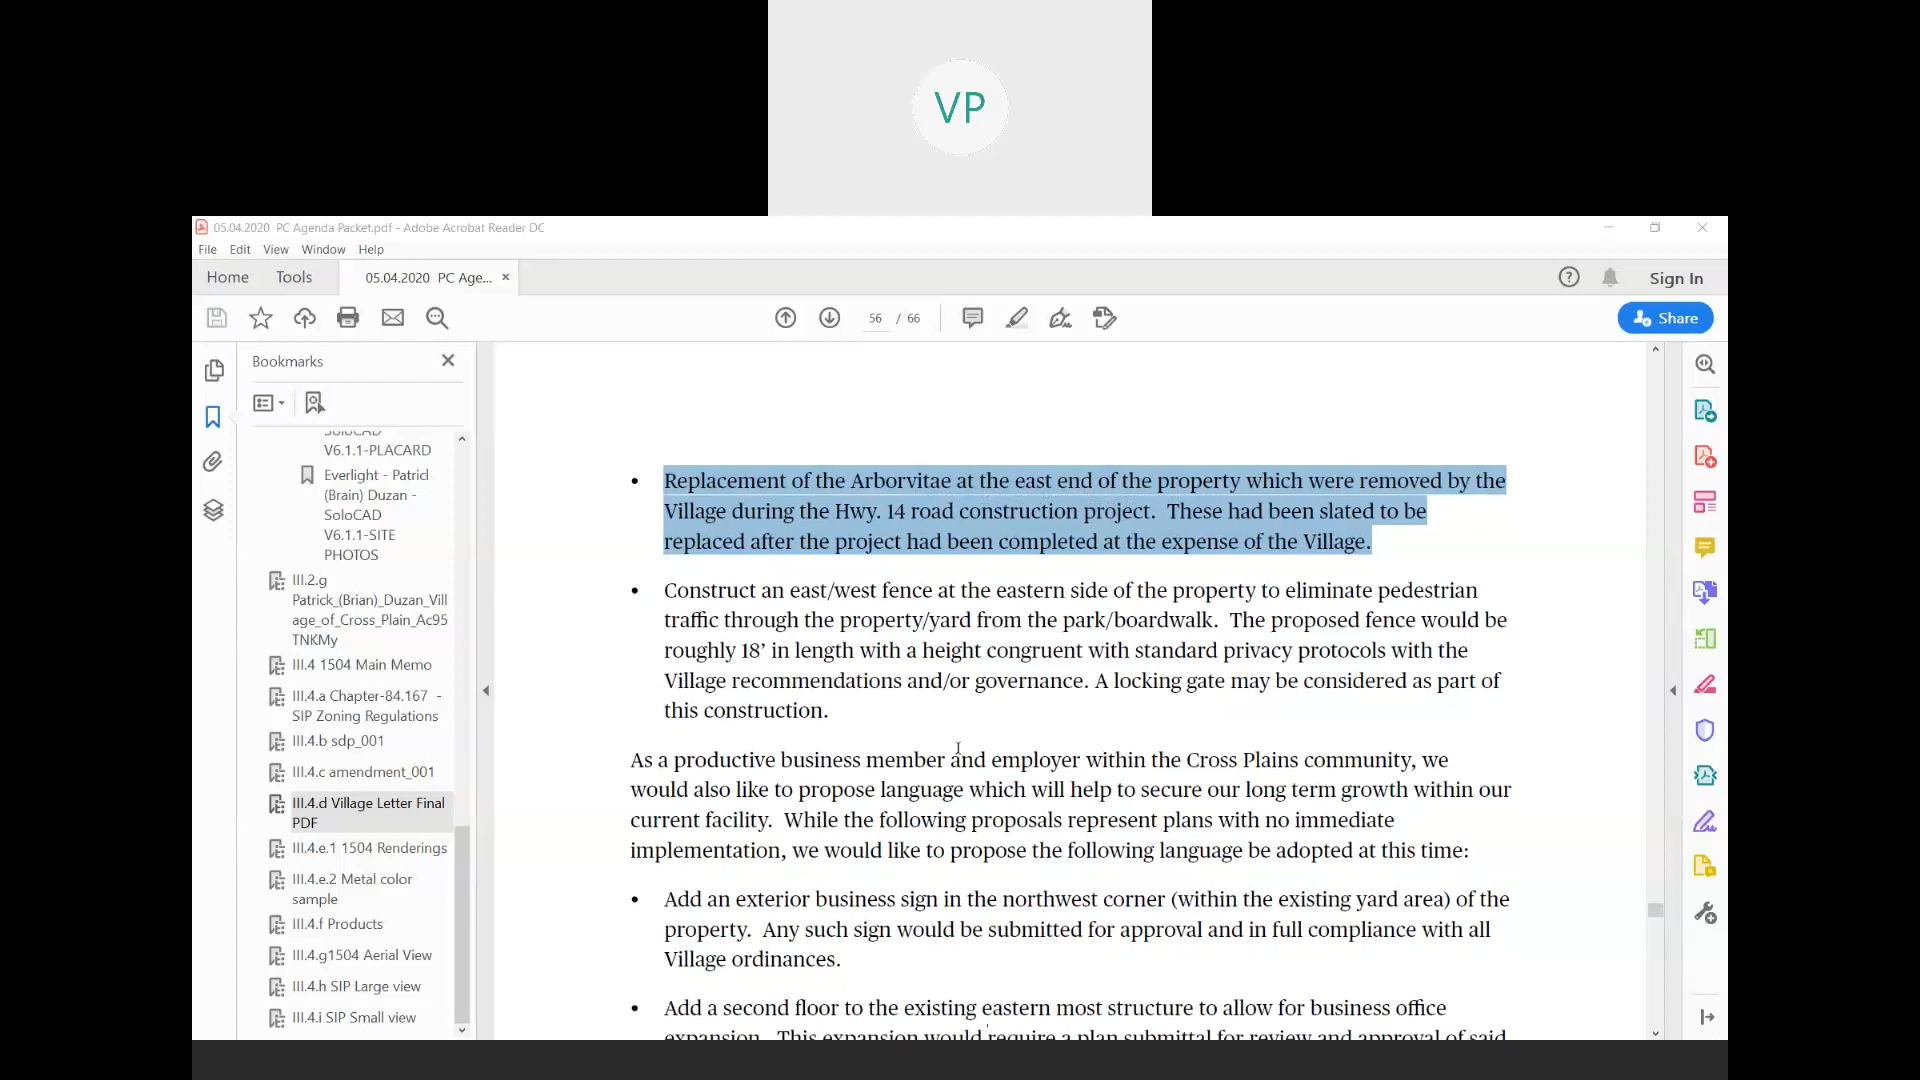 VP
05.04.2020 PC Agenda Packet.pdf - Adobe Acrobat Reader DC
File Edit View Window Help
Home Tools 05.04.2020 PC Age... × Sign In
56 / 66 Share
Bookmarks
SoloCAD
V6.1.1-PLACARD
Everlight - Patricl
(Brain) Duzan -
SoloCAD
V6.1.1-SITE
PHOTOS
III.2.g
Patrick_(Brian)_Duzan_Vill
age_of_Cross_Plain_Ac95
TNKMy
III.4 1504 Main Memo
III.4.a Chapter-84.167 -
SIP Zoning Regulations
III.4.b sdp_001
III.4.c amendment_001
III.4.d Village Letter Final
PDF
III.4.e.1 1504 Renderings
III.4.e.2 Metal color
sample
III.4.f Products
III.4.g1504 Aerial View
III.4.h SIP Large view
III.4.i SIP Small view
• Replacement of the Arborvitae at the east end of the property which were removed by the
Village during the Hwy. 14 road construction project. These had been slated to be
replaced after the project had been completed at the expense of the Village.
• Construct an east/west fence at the eastern side of the property to eliminate pedestrian
traffic through the property/yard from the park/boardwalk. The proposed fence would be
roughly 18’ in length with a height congruent with standard privacy protocols with the
Village recommendations and/or governance. A locking gate may be considered as part of
this construction.
As a productive business member and employer within the Cross Plains community, we
would also like to propose language which will help to secure our long term growth within our
current facility. While the following proposals represent plans with no immediate
implementation, we would like to propose the following language be adopted at this time:
• Add an exterior business sign in the northwest corner (within the existing yard area) of the
property. Any such sign would be submitted for approval and in full compliance with all
Village ordinances.
• Add a second floor to the existing eastern most structure to allow for business office
expansion. This expansion would require a plan submittal for review and approval of said